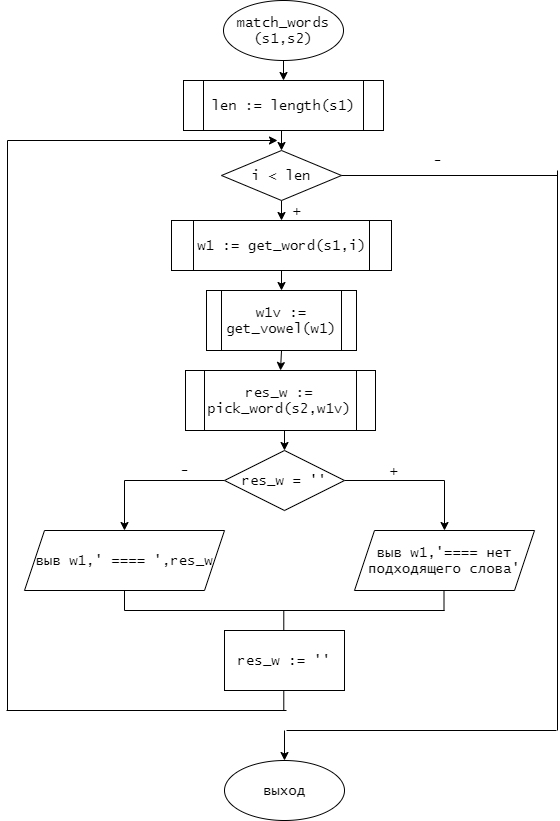 match_words
(s1,s2)
len := length(s1)
i < len
-
+
w1 := get_word(s1,i)
w1v :=
get_vowel(w1)
res_w :=
pick_word(s2,w1v)
res_w = ''
-
+
выв w1,' ==== ',res_w
выв w1,'==== нет
подходящего слова'
res_w := ''
выход